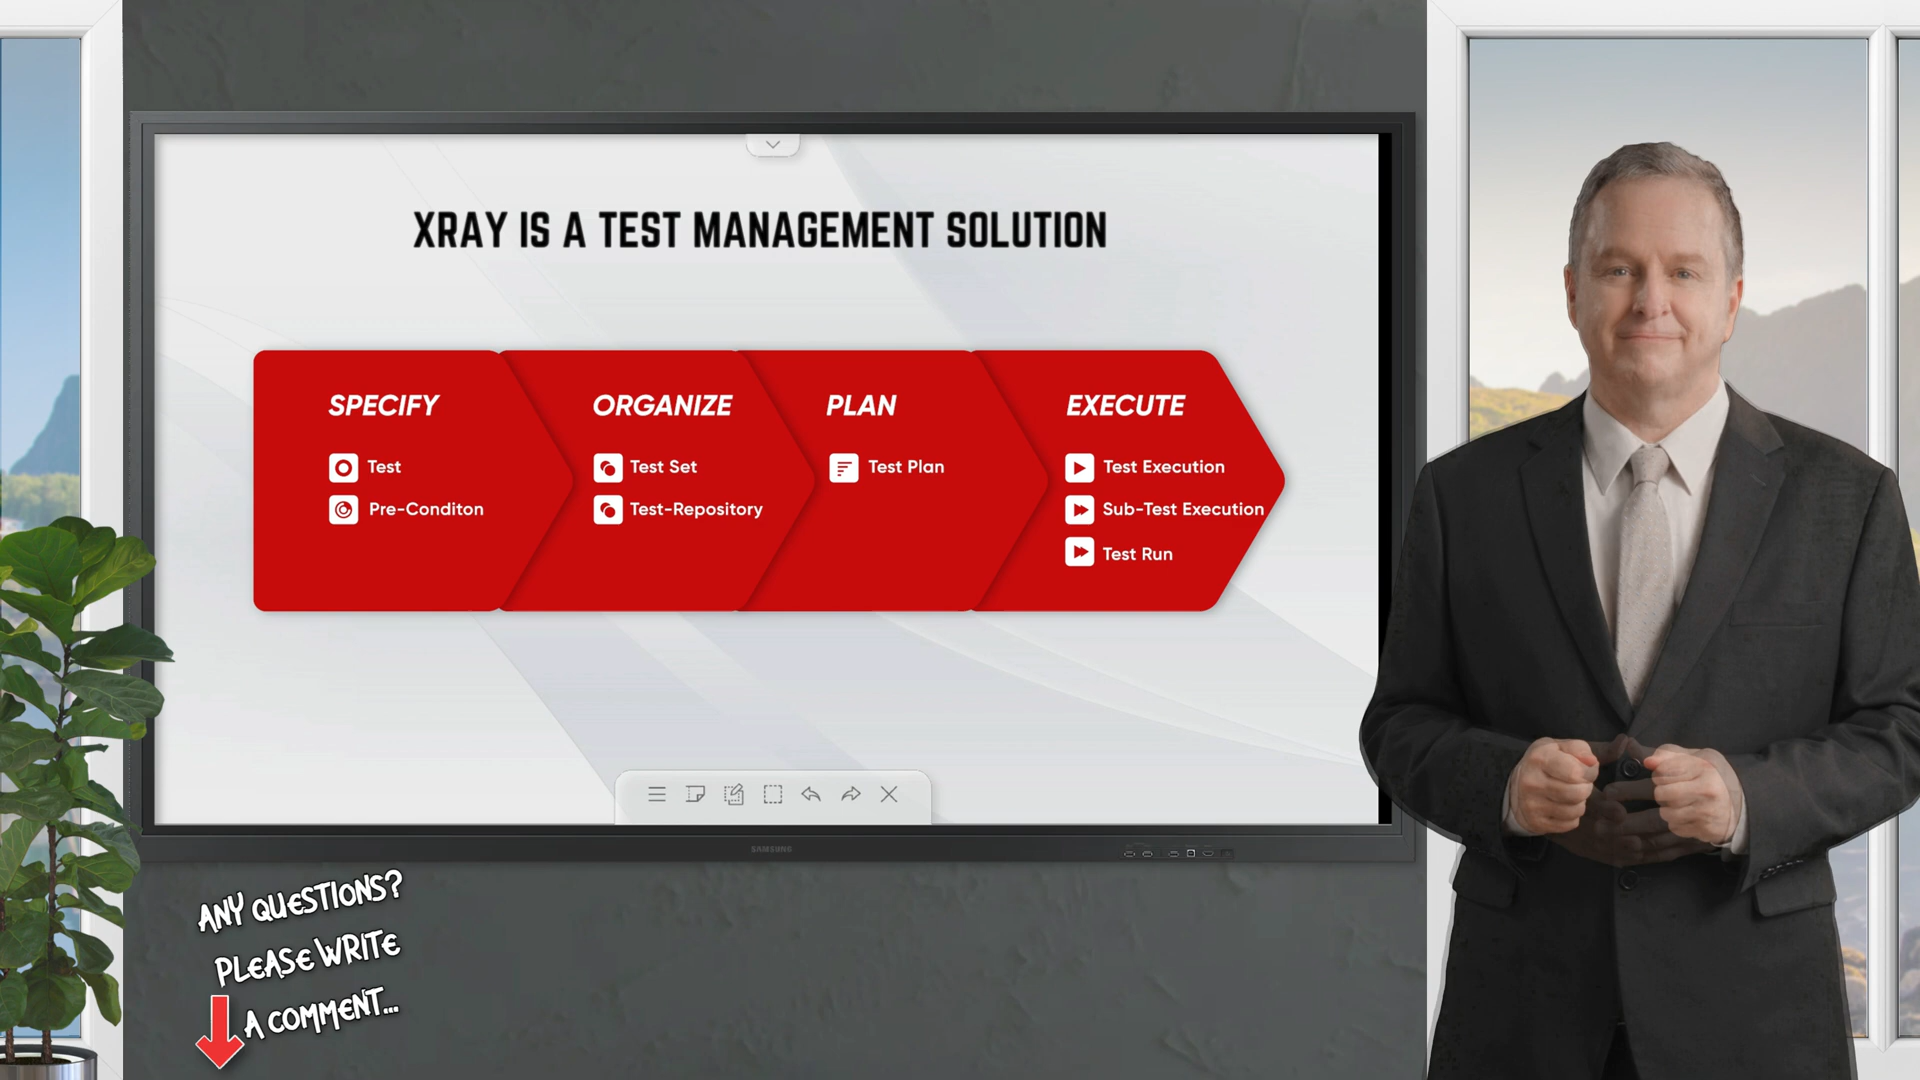 XRAY IS A TEST MANAGEMENT SOLUTION
SPECIFY
Test
Pre-Conditon
ORGANIZE
Test Set
Test-Repository
PLAN
Test Plan
EXECUTE
Test Execution
Sub-Test Execution
Test Run
SAMSUNG
ANY QUESTIONS?
PLEASE WRITE
A COMMENT...